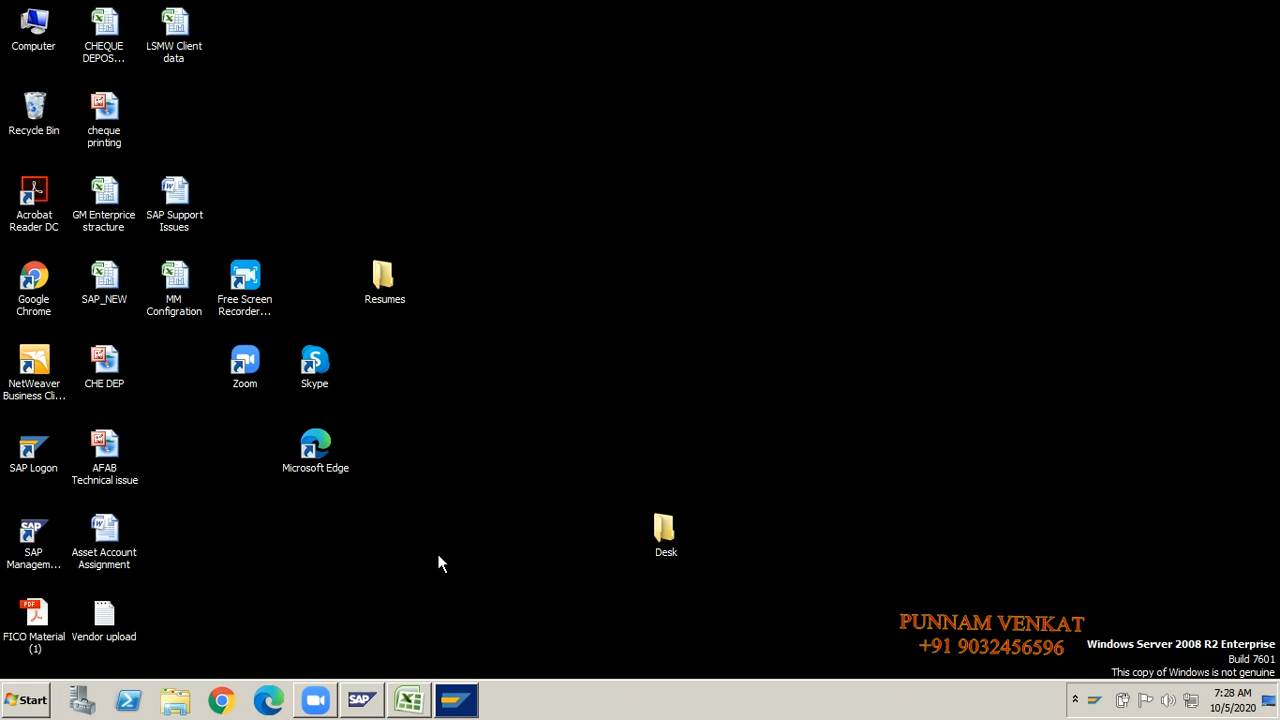 Computer
CHEQUE
DEPOS...
LSMW Client
data
Recycle Bin
cheque
printing
Acrobat
Reader DC
GM Enterprice
stracture
SAP Support
Issues
Google
Chrome
SAP_NEW
MM
Configration
Free Screen
Recorder...
Resumes
NetWeaver
Business Cli...
CHE DEP
Zoom
Skype
SAP Logon
AFAB
Technical issue
Microsoft Edge
SAP
SAP
Managem...
Asset Account
Assignment
Desk
PDF
FICO Material
(1)
Vendor upload
PUNNAM VENKAT
+91 9032456596
Windows Server 2008 R2 Enterprise
Build 7601
This copy of Windows is not genuine
Start
SAP
7:28 AM
10/5/2020